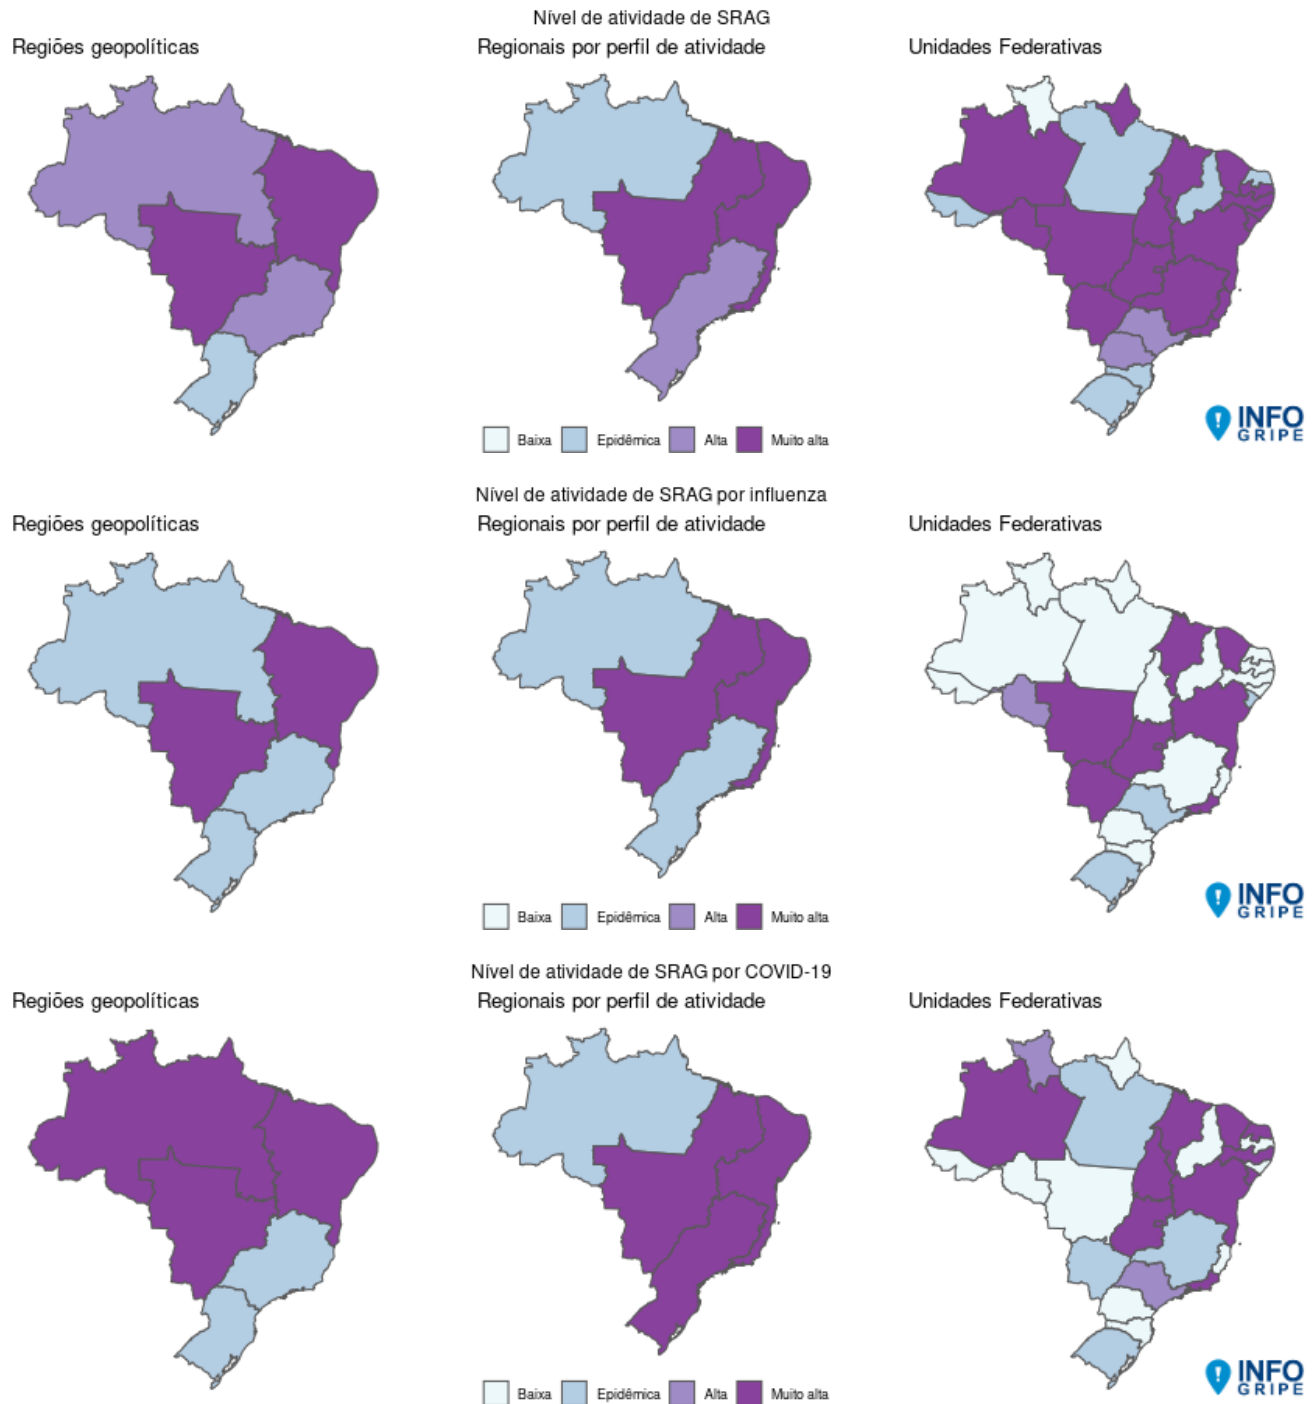 Nível de atividade de SRAG
Regiões geopolíticas
Regionais por perfil de atividade
Unidades Federativas
Baixa
Epidêmica
Alta
Muito alta
INFO
GRIPE
Nível de atividade de SRAG por influenza
Regiões geopolíticas
Regionais por perfil de atividade
Unidades Federativas
Baixa
Epidêmica
Alta
Muito alta
INFO
GRIPE
Nível de atividade de SRAG por COVID-19
Regiões geopolíticas
Regionais por perfil de atividade
Unidades Federativas
Baixa
Epidêmica
Alta
Muito alta
INFO
GRIPE